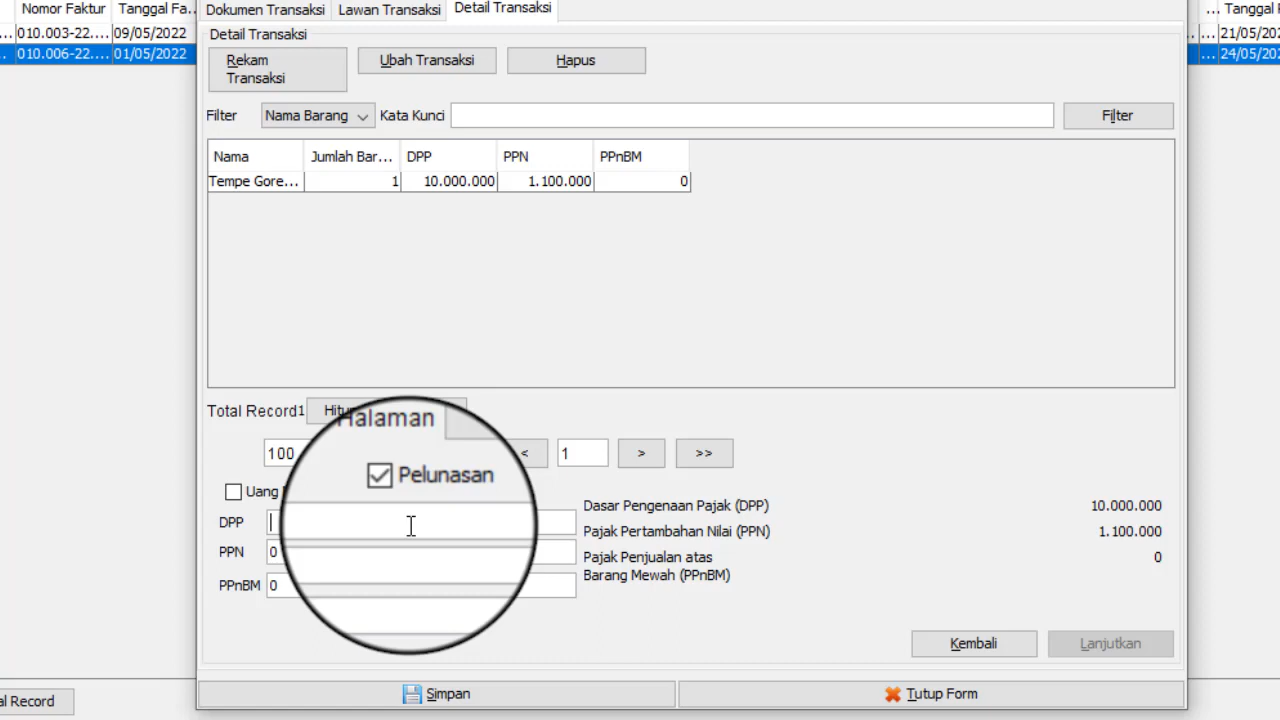 Nomor Faktur Tanggal Fa...
010.003-22.... 09/05/2022
010.006-22.... 01/05/2022
Dokumen Transaksi Lawan Transaksi Detail Transaksi
... Tanggal
... 21/05/202
... 24/05/202
Detail Transaksi
Rekam Transaksi Ubah Transaksi Hapus
Filter Nama Barang Kata Kunci Filter
Nama Jumlah Bar... DPP PPN PPnBM
Tempe Gore... 1 10.000.000 1.100.000 0
Total Record1
Halaman
100 < 1 > >>
Uang
Pelunasan
DPP
PPN 0
PPnBM 0
Dasar Pengenaan Pajak (DPP) 10.000.000
Pajak Pertambahan Nilai (PPN) 1.100.000
Pajak Penjualan atas 0
Barang Mewah (PPnBM)
Kembali Lanjutkan
al Record
Simpan Tutup Form